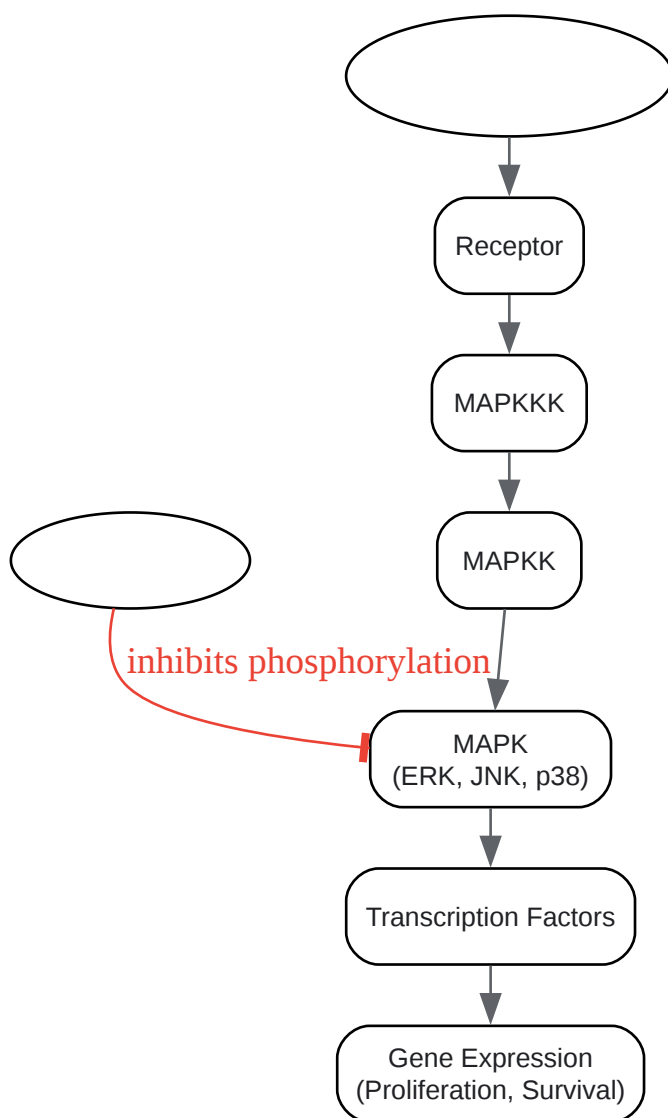 Receptor
MAPKKK
MAPKK
inhibits phosphorylation
MAPK
(ERK, JNK, p38)
Transcription Factors
Gene Expression
(Proliferation, Survival)